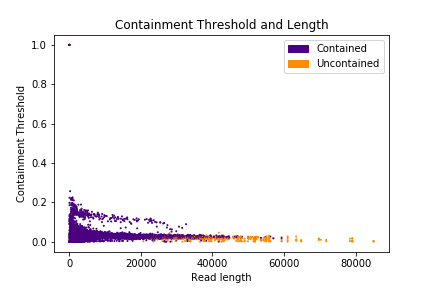 Containment Threshold and Length
1.0
0.8
0.6
0.4
0.2
0.0
Containment Threshold
Contained
Uncontained
0
20000
40000
60000
80000
Read length